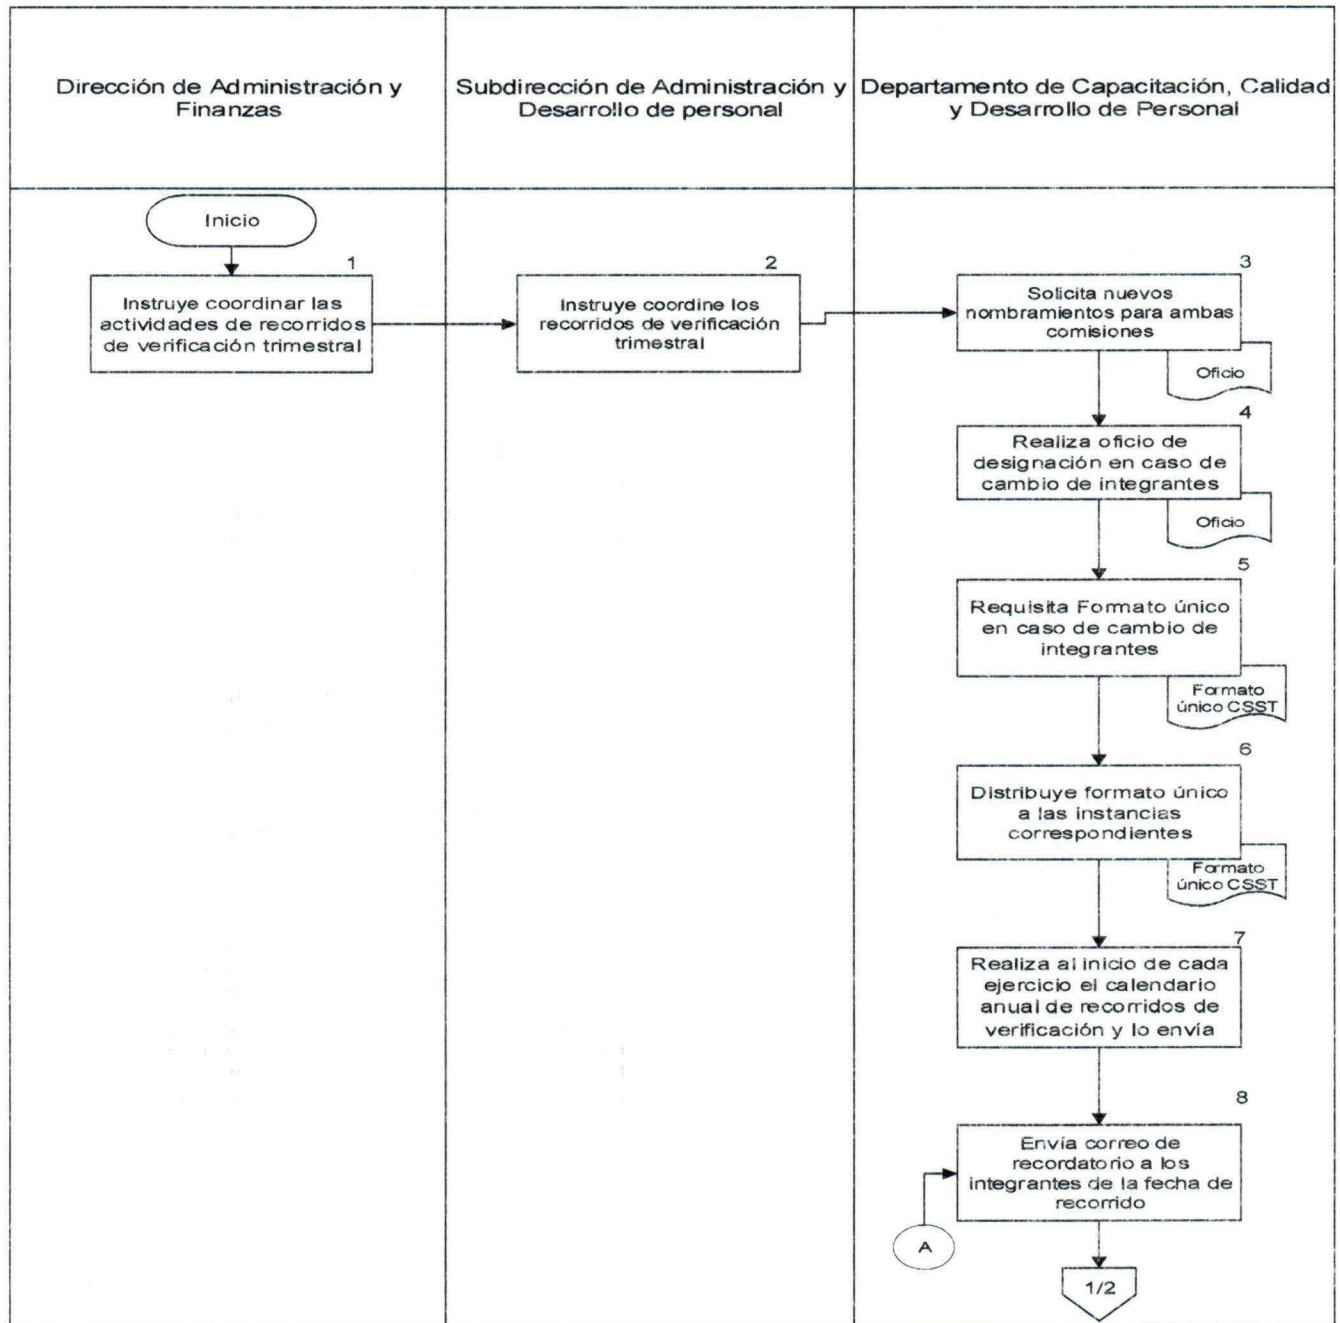 Dirección de Administración y
Finanzas
Subdirección de Administración y
Desarrollo de personal
Departamento de Capacitación, Calidad
y Desarrollo de Personal
Inicio
1
Instruye coordinar las
actividades de recorridos
de verificación trimestral
2
Instruye coordine los
recorridos de verificación
trimestral
3
Solicita nuevos
nombramientos para ambas
comisiones
Oficio
4
Realiza oficio de
designación en caso de
cambio de integrantes
Oficio
5
Requisita Formato único
en caso de cambio de
integrantes
Formato
único CSST
6
Distribuye formato único
a las instancias
correspondientes
Formato
único CSST
7
Realiza al inicio de cada
ejercicio el calendario
anual de recorridos de
verificación y lo envía
8
Envía correo de
recordatorio a los
integrantes de la fecha de
recorrido
A
1/2